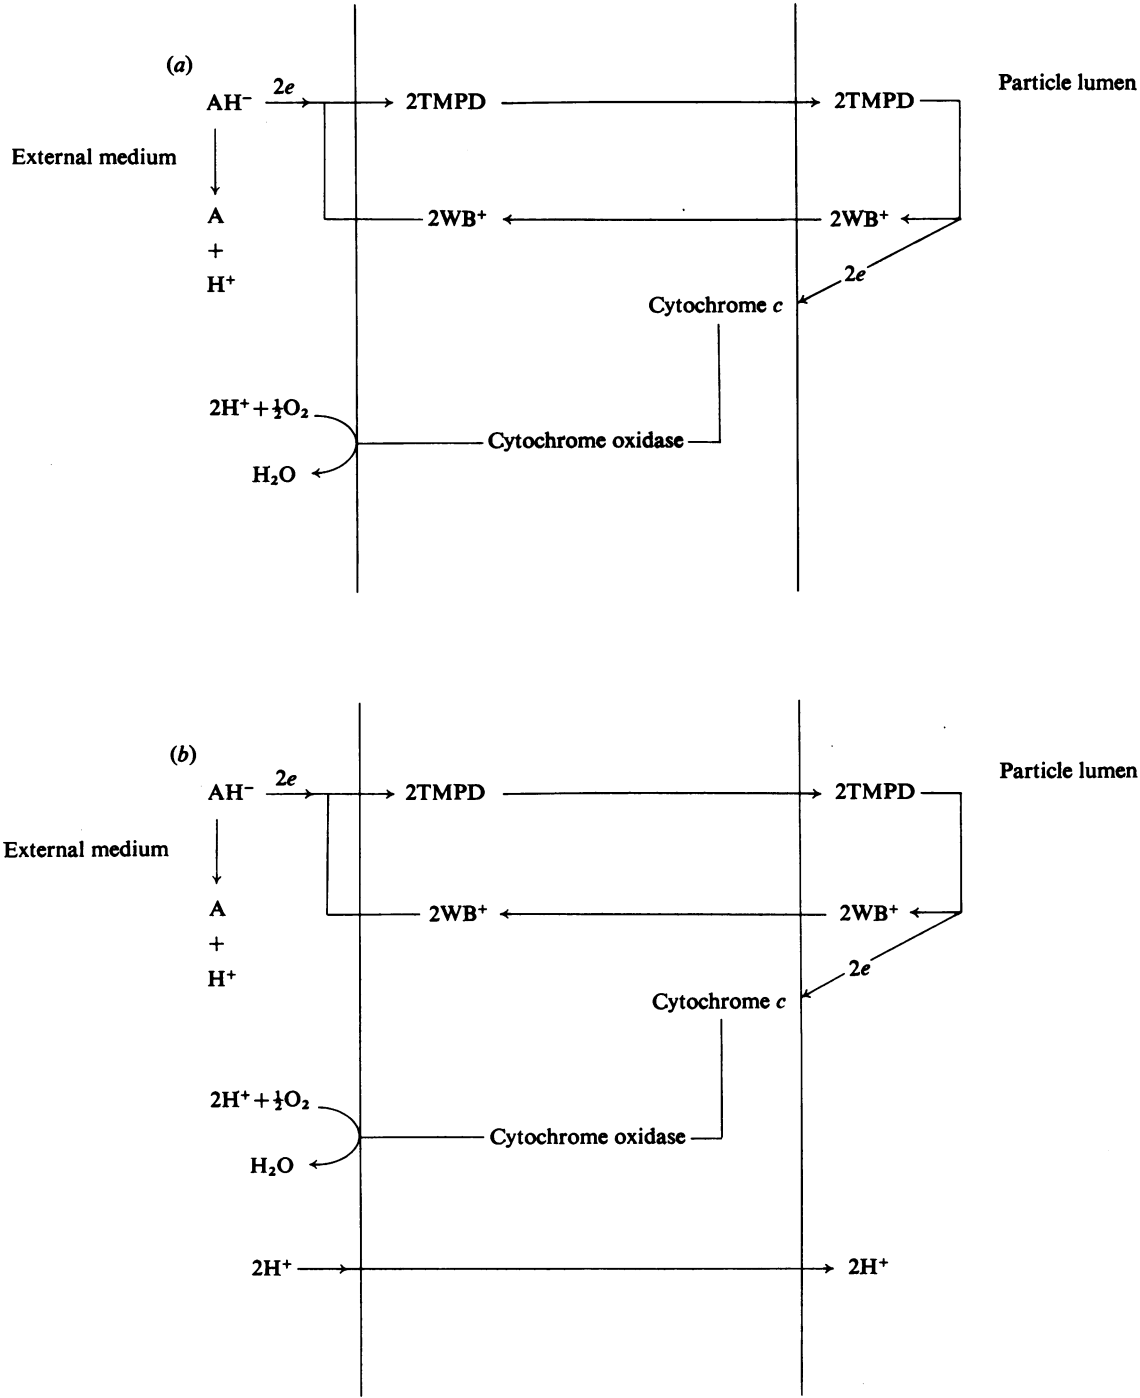 (a)
AH⁻ 2e 2TMPD 2TMPD Particle lumen
External medium
A 2WB⁺ 2WB⁺
+
H⁺ 2e
Cytochrome c
2H⁺+½O₂
Cytochrome oxidase
H₂O
(b)
AH⁻ 2e 2TMPD 2TMPD Particle lumen
External medium
A 2WB⁺ 2WB⁺
+
H⁺ 2e
Cytochrome c
2H⁺+½O₂
Cytochrome oxidase
H₂O
2H⁺ 2H⁺